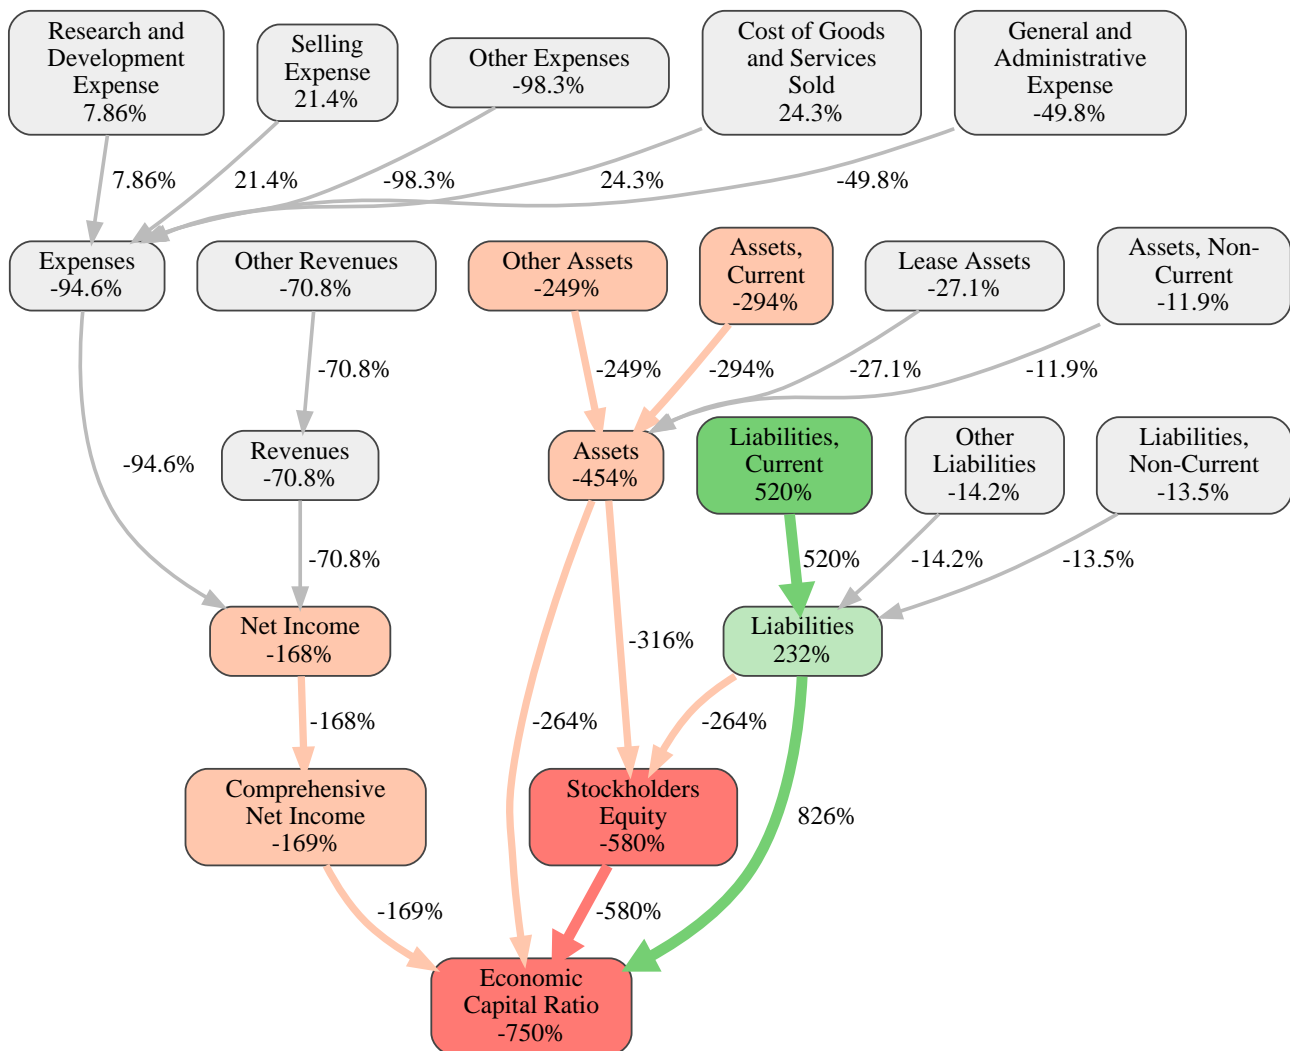 Research and
Development
Expense
7.86%
Selling
Expense
21.4%
Other Expenses
-98.3%
Cost of Goods
and Services
Sold
24.3%
General and
Administrative
Expense
-49.8%
7.86%
21.4%
-98.3%
24.3%
-49.8%
Expenses
-94.6%
Other Revenues
-70.8%
Other Assets
-249%
Assets,
Current
-294%
Lease Assets
-27.1%
Assets, Non-
Current
-11.9%
-70.8%
-249%
-294%
-27.1%
-11.9%
-94.6%
Revenues
-70.8%
Assets
-454%
Liabilities,
Current
520%
Other
Liabilities
-14.2%
Liabilities,
Non-Current
-13.5%
-70.8%
520%
-14.2%
-13.5%
Net Income
-168%
-316%
Liabilities
232%
-168%
-264%
-264%
Comprehensive
Net Income
-169%
Stockholders
Equity
-580%
826%
-169%
-580%
Economic
Capital Ratio
-750%